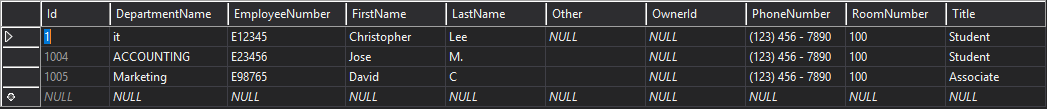 Id DepartmentName EmployeeNumber FirstName LastName Other OwnerId PhoneNumber RoomNumber Title
1 it E12345 Christopher Lee NULL NULL (123) 456 - 7890 100 Student
1004 ACCOUNTING E23456 Jose M. NULL (123) 456 - 7890 100 Student
1005 Marketing E98765 David C NULL (123) 456 - 7890 100 Associate
NULL NULL NULL NULL NULL NULL NULL NULL NULL NULL